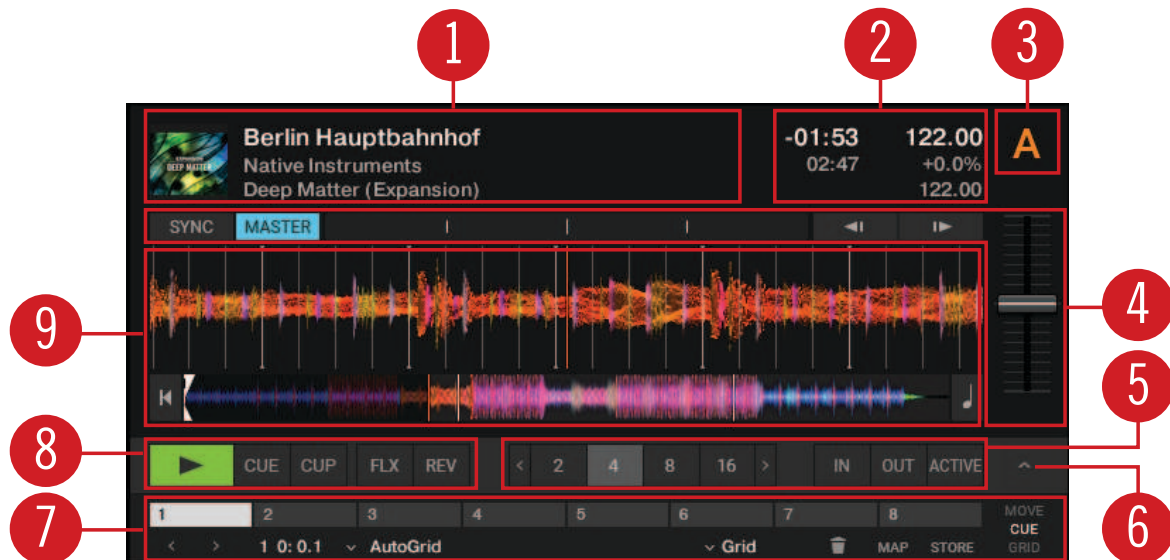 1
2
3
Berlin Hauptbahnhof
Native Instruments
Deep Matter (Expansion)
EXPANSION
DEEP MATTER
-01:53 122.00
02:47 +0.0%
122.00
A
SYNC MASTER
4
9
5
8
CUE CUP FLX REV < 2 4 8 16 > IN OUT ACTIVE
6
7
1 2 3 4 5 6 7 8
MOVE
CUE
GRID
< > 1 0: 0.1 AutoGrid Grid MAP STORE